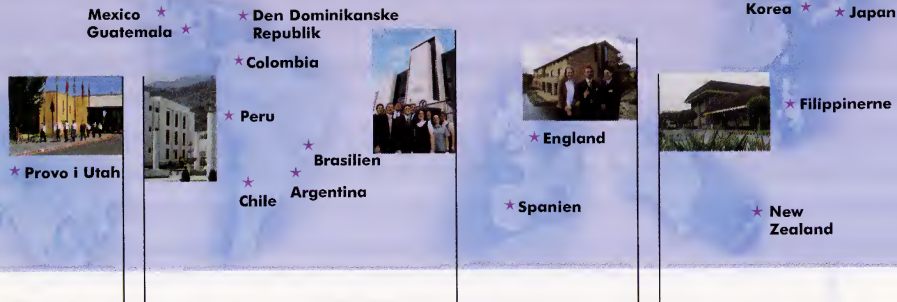 Mexico
Guatemala
Den Dominikanske
Republik
Colombia
Peru
Brasilien
Argentina
Chile
Provo i Utah
England
Spanien
Korea
Japan
Filippinerne
New
Zealand